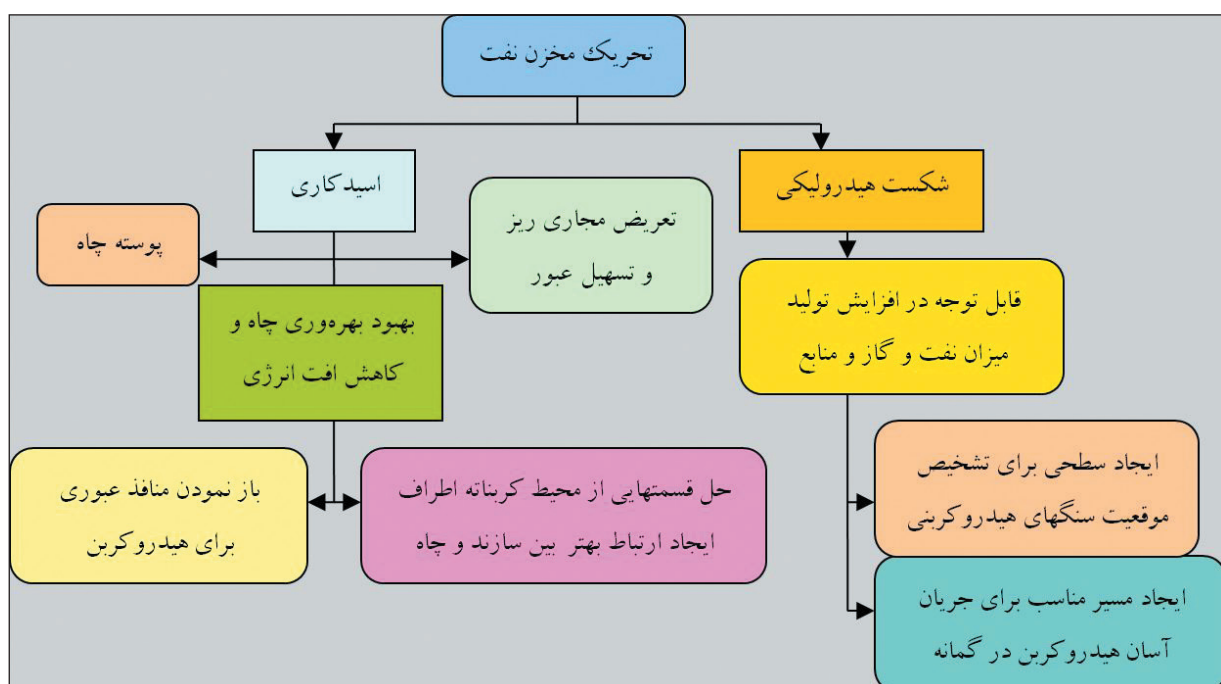 تحریک مخزن نفت
شکست هیدرولیکی
اسیدکاری
تعریض مجاری ریز
و تسهیل عبور
پوسته چاه
قابل توجه در افزایش تولید
میزان نفت و گاز و منابع
بهبود بهره‌وری چاه و
کاهش افت انرژی
ایجاد سطحی برای تشخیص
موقعیت سنگهای هیدروکربنی
حل قسمتهایی از محیط کربناته اطراف
ایجاد ارتباط بهتر بین سازند و چاه
باز نمودن منافذ عبوری
برای هیدروکربن
ایجاد مسیر مناسب برای جریان
آسان هیدروکربن در گمانه